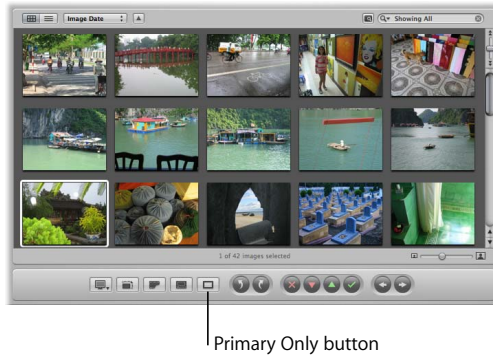 Image Date
Showing All
1 of 42 images selected
Primary Only button